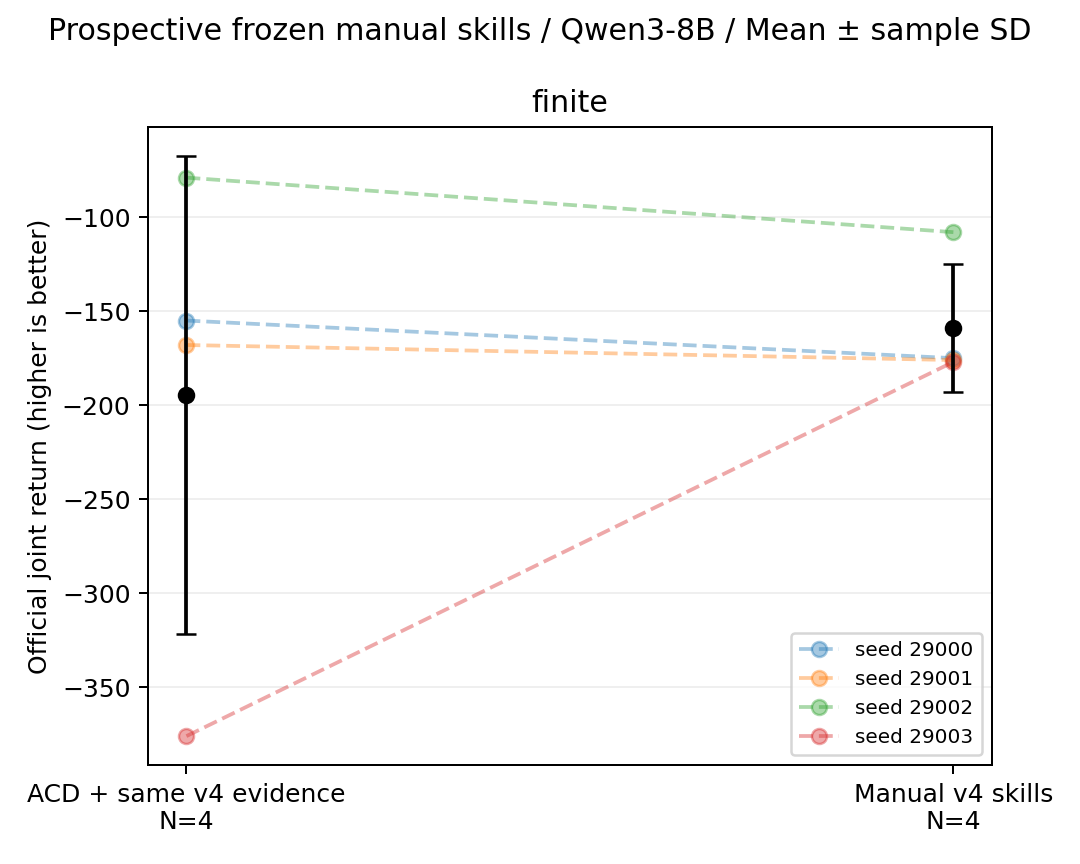 Prospective frozen manual skills / Qwen3-8B / Mean ± sample SD
finite
Official joint return (higher is better)
−100
−150
−200
−250
−300
−350
seed 29000
seed 29001
seed 29002
seed 29003
ACD + same v4 evidence
N=4
Manual v4 skills
N=4